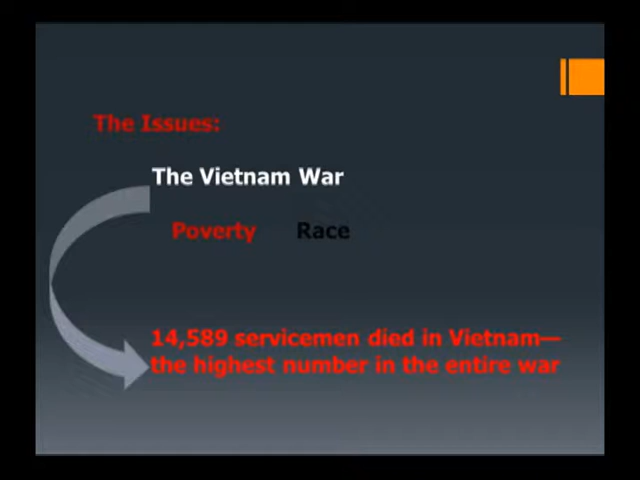 The Issues:
The Vietnam War
Poverty Race
14,589 servicemen died in Vietnam—
the highest number in the entire war